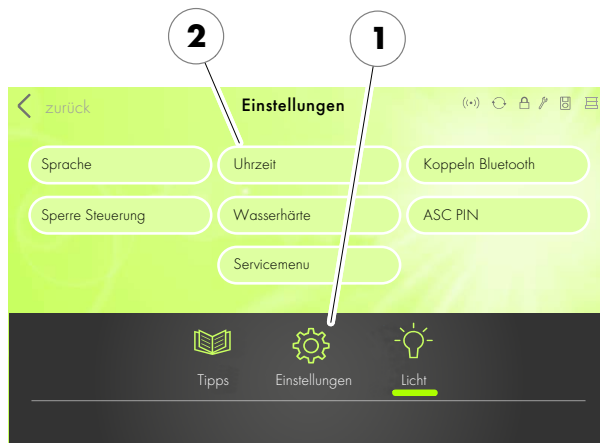 2 1
zurück Einstellungen
Sprache Uhrzeit Koppeln Bluetooth
Sperre Steuerung Wasserhärte ASC PIN
Servicemenu
Tipps Einstellungen Licht